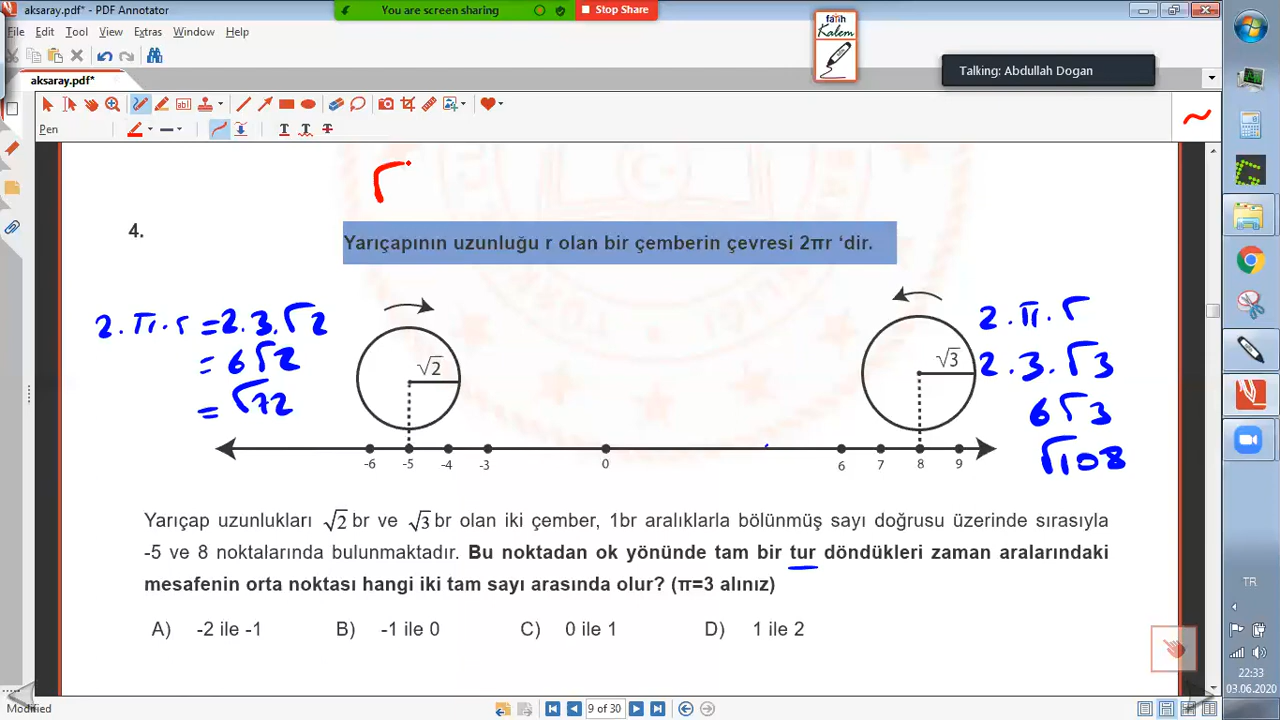 aksaray.pdf* - PDF Annotator
You are screen sharing
Stop Share
File Edit Tool View Extras Window Help
fatih
Kalem
Talking: Abdullah Dogan
aksaray.pdf*
Pen
4.
Yarıçapının uzunluğu r olan bir çemberin çevresi 2πr ‘dir.
2.π.r = 2.3.√2
= 6√2
= √72
√2
√3
2.π.r
2.3.√3
6√3
√108
-6 -5 -4 -3 0 6 7 8 9
Yarıçap uzunlukları √2 br ve √3 br olan iki çember, 1br aralıklarla bölünmüş sayı doğrusu üzerinde sırasıyla
-5 ve 8 noktalarında bulunmaktadır. Bu noktadan ok yönünde tam bir tur döndükleri zaman aralarındaki
mesafenin orta noktası hangi iki tam sayı arasında olur? (π=3 alınız)
A) -2 ile -1 B) -1 ile 0 C) 0 ile 1 D) 1 ile 2
Modified
9 of 30
TR
22:33
03.06.2020